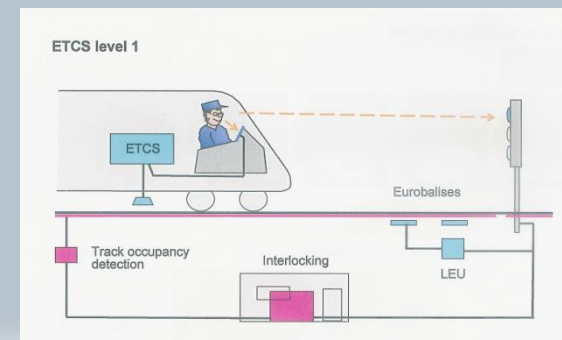 ETCS level 1
ETCS
Eurobalises
Track occupancy
detection
Interlocking
LEU